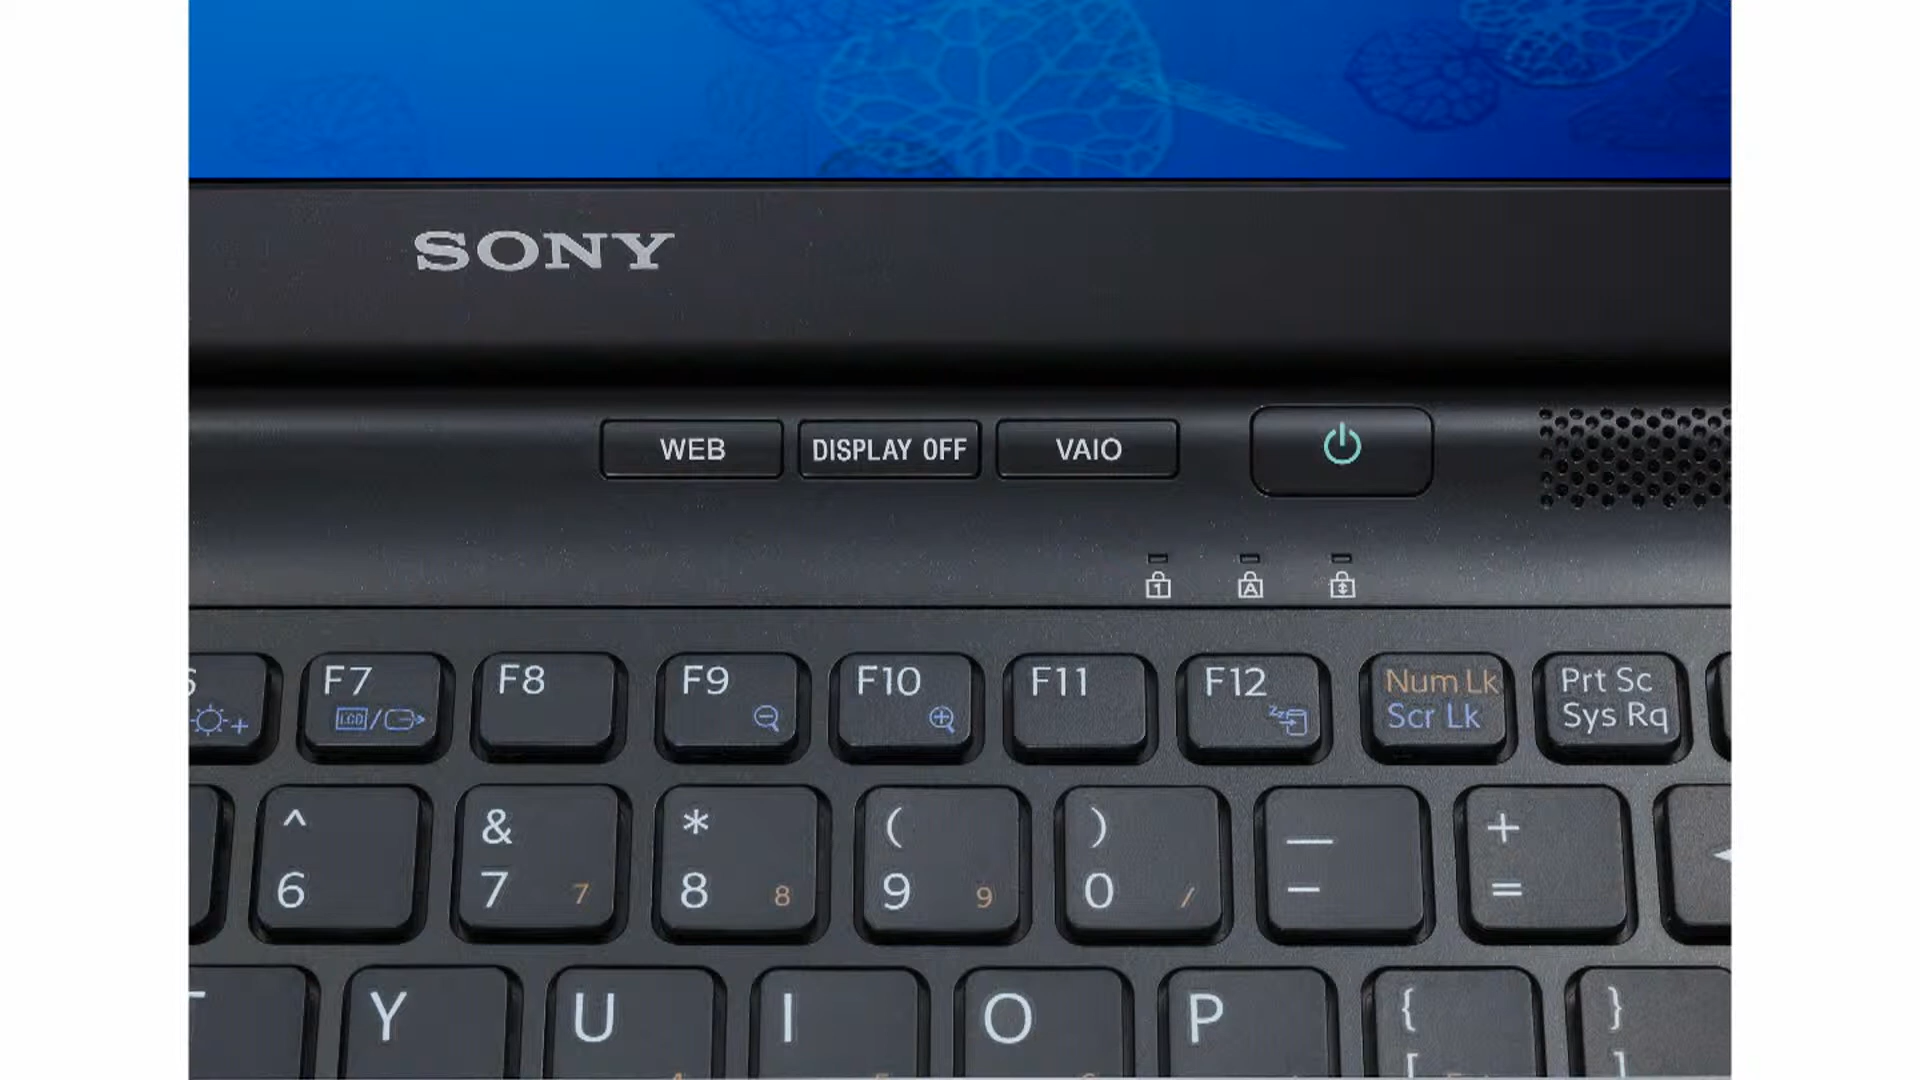 SONY
WEB DISPLAY OFF VAIO
1 A
F7 F8 F9 F10 F11 F12 Num Lk Prt Sc
LCD/ Scr Lk Sys Rq
^ & * ( ) — +
6 7 7 8 8 9 9 0 / - =
Y U I O P { }
[ ]